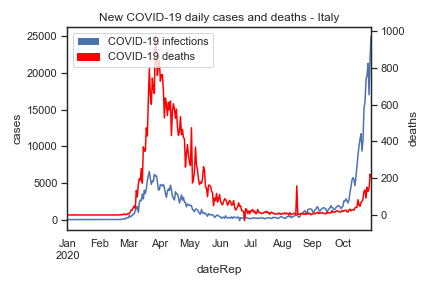 New COVID-19 daily cases and deaths - Italy
COVID-19 infections
COVID-19 deaths
25000
20000
15000
10000
5000
0
cases
1000
800
600
400
200
0
deaths
Jan Feb Mar Apr May Jun Jul Aug Sep Oct
2020
dateRep